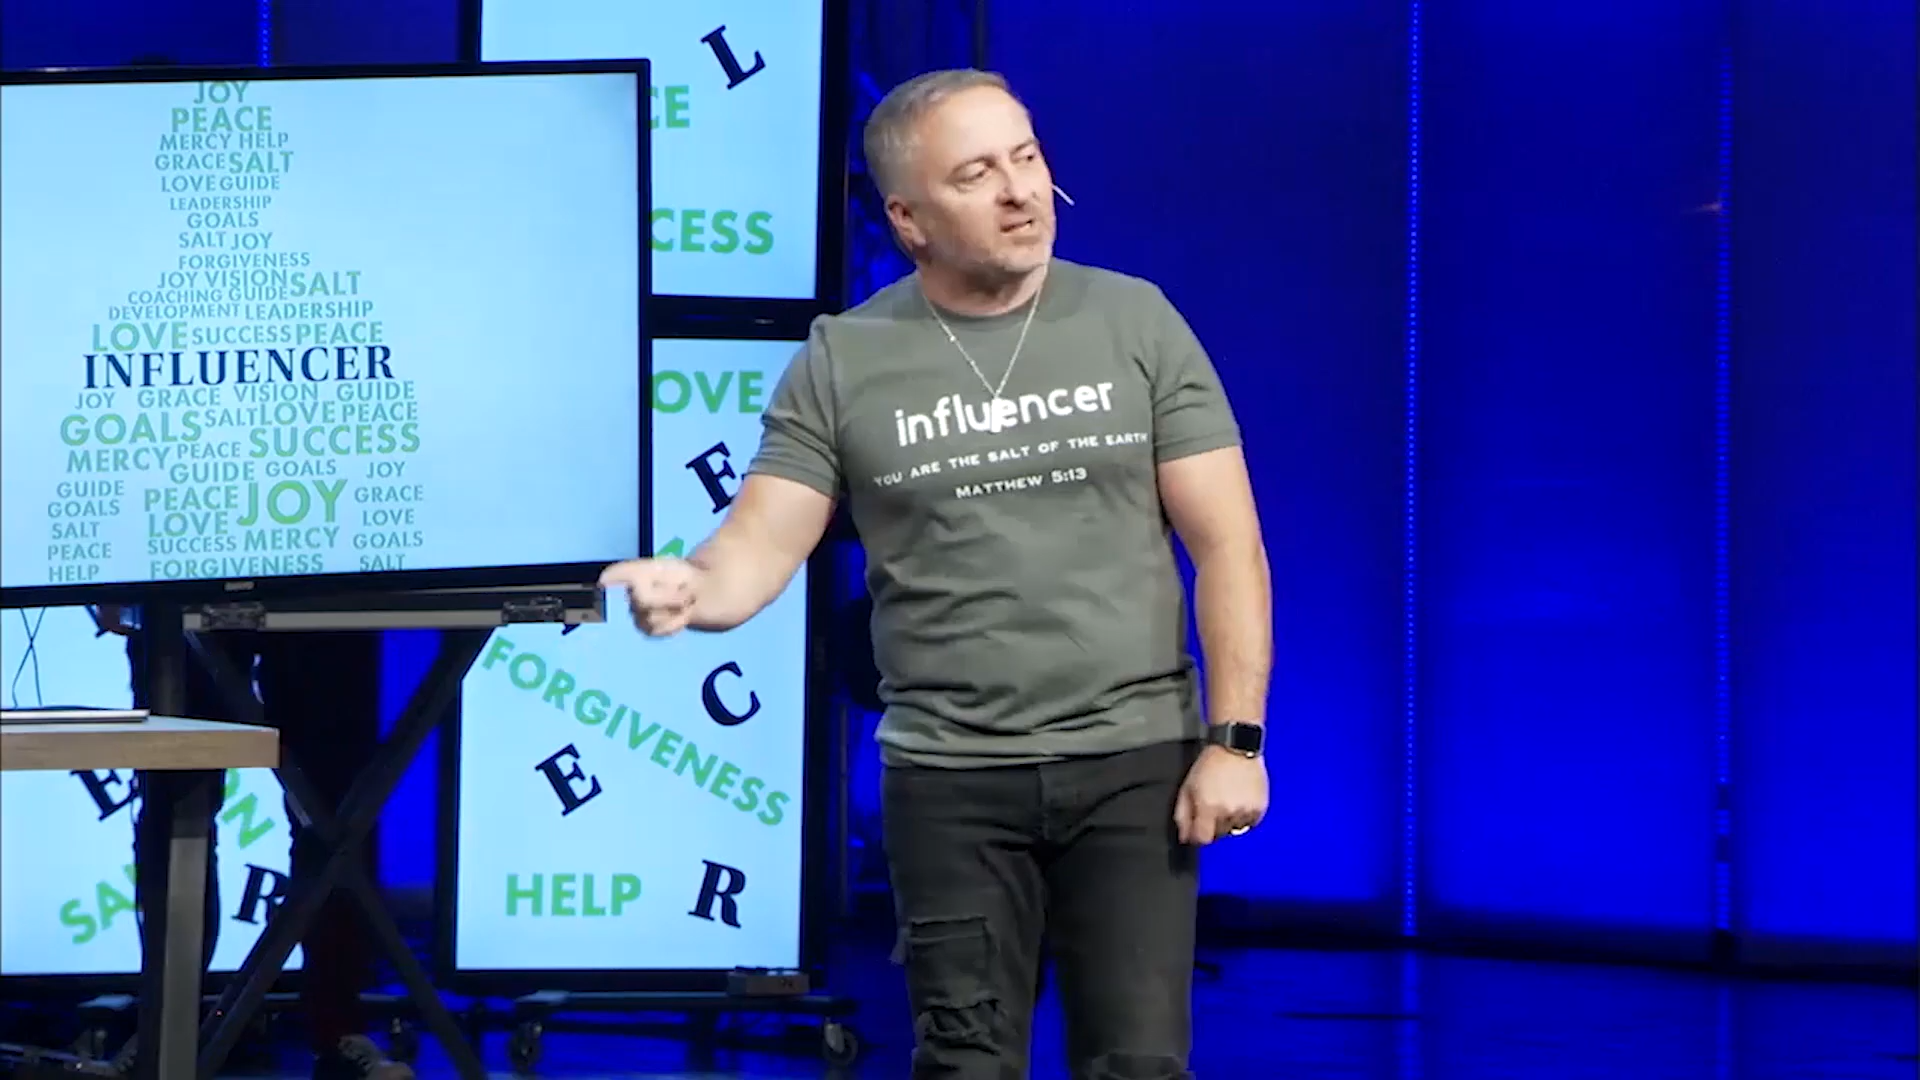 JOY
PEACE
MERCY HELP
GRACE SALT
LOVE GUIDE
LEADERSHIP
GOALS
SALT JOY
FORGIVENESS
JOY VISION SALT
COACHING GUIDE
DEVELOPMENT LEADERSHIP
LOVE SUCCESS PEACE
INFLUENCER
JOY GRACE VISION GUIDE
GOALS SALT LOVE PEACE
MERCY PEACE SUCCESS
GUIDE GOALS JOY
GUIDE PEACE JOY GRACE
GOALS LOVE LOVE
SALT SUCCESS MERCY GOALS
PEACE FORGIVENESS SALT
HELP
L
CE
CESS
OVE
E
C
FORGIVENESS
E
HELP
R
E
ON
SA
R
influencer
YOU ARE THE SALT OF THE EARTH
MATTHEW 5:13